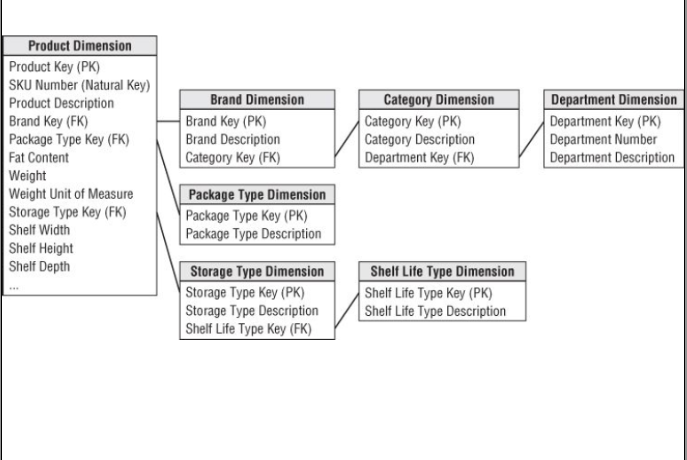 Product Dimension
Product Key (PK)
SKU Number (Natural Key)
Product Description
Brand Key (FK)
Package Type Key (FK)
Fat Content
Weight
Weight Unit of Measure
Storage Type Key (FK)
Shelf Width
Shelf Height
Shelf Depth
...
Brand Dimension
Brand Key (PK)
Brand Description
Category Key (FK)
Category Dimension
Category Key (PK)
Category Description
Department Key (FK)
Department Dimension
Department Key (PK)
Department Number
Department Description
Package Type Dimension
Package Type Key (PK)
Package Type Description
Storage Type Dimension
Storage Type Key (PK)
Storage Type Description
Shelf Life Type Key (FK)
Shelf Life Type Dimension
Shelf Life Type Key (PK)
Shelf Life Type Description